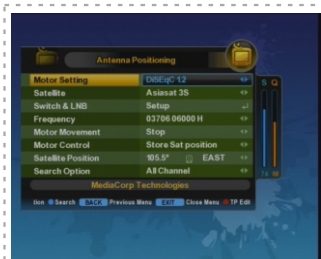 Antenna Positioning
Motor Setting DiSEqC 1.2
Satellite Asiasat 3S
Switch & LNB Setup
Frequency 03706 06000 H
Motor Movement Stop
Motor Control Store Sat position
Satellite Position 105.5° EAST
Search Option All Channel
S Q
MediaCorp Technologies
tion Search BACK Previous Menu EXIT Close Menu TP Edit